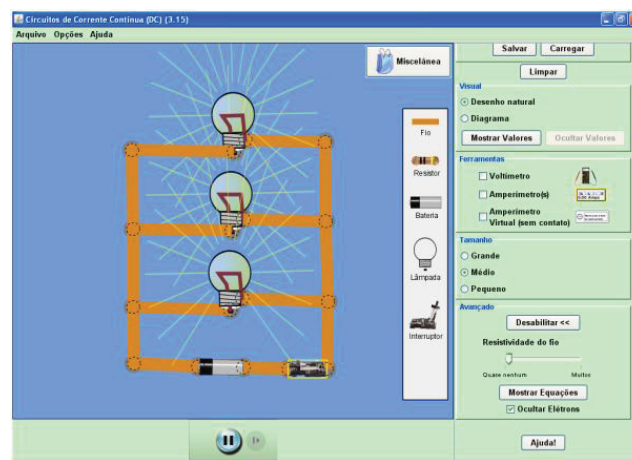 Circuitos de Corrente Contínua (DC) (3.15)
Arquivo Opções Ajuda
Miscelânea
Fio
Resistor
Bateria
Lâmpada
Interruptor
Salvar Carregar
Limpar
Visual
Desenho natural
Diagrama
Mostrar Valores Ocultar Valores
Ferramentas
Voltímetro
Amperímetro(s)
Amperímetro
Virtual (sem contato)
Tamanho
Grande
Médio
Pequeno
Avançado
Desabilitar <<
Resistividade do fio
Quase nenhum Muitos
Mostrar Equações
Ocultar Elétrons
Ajuda!